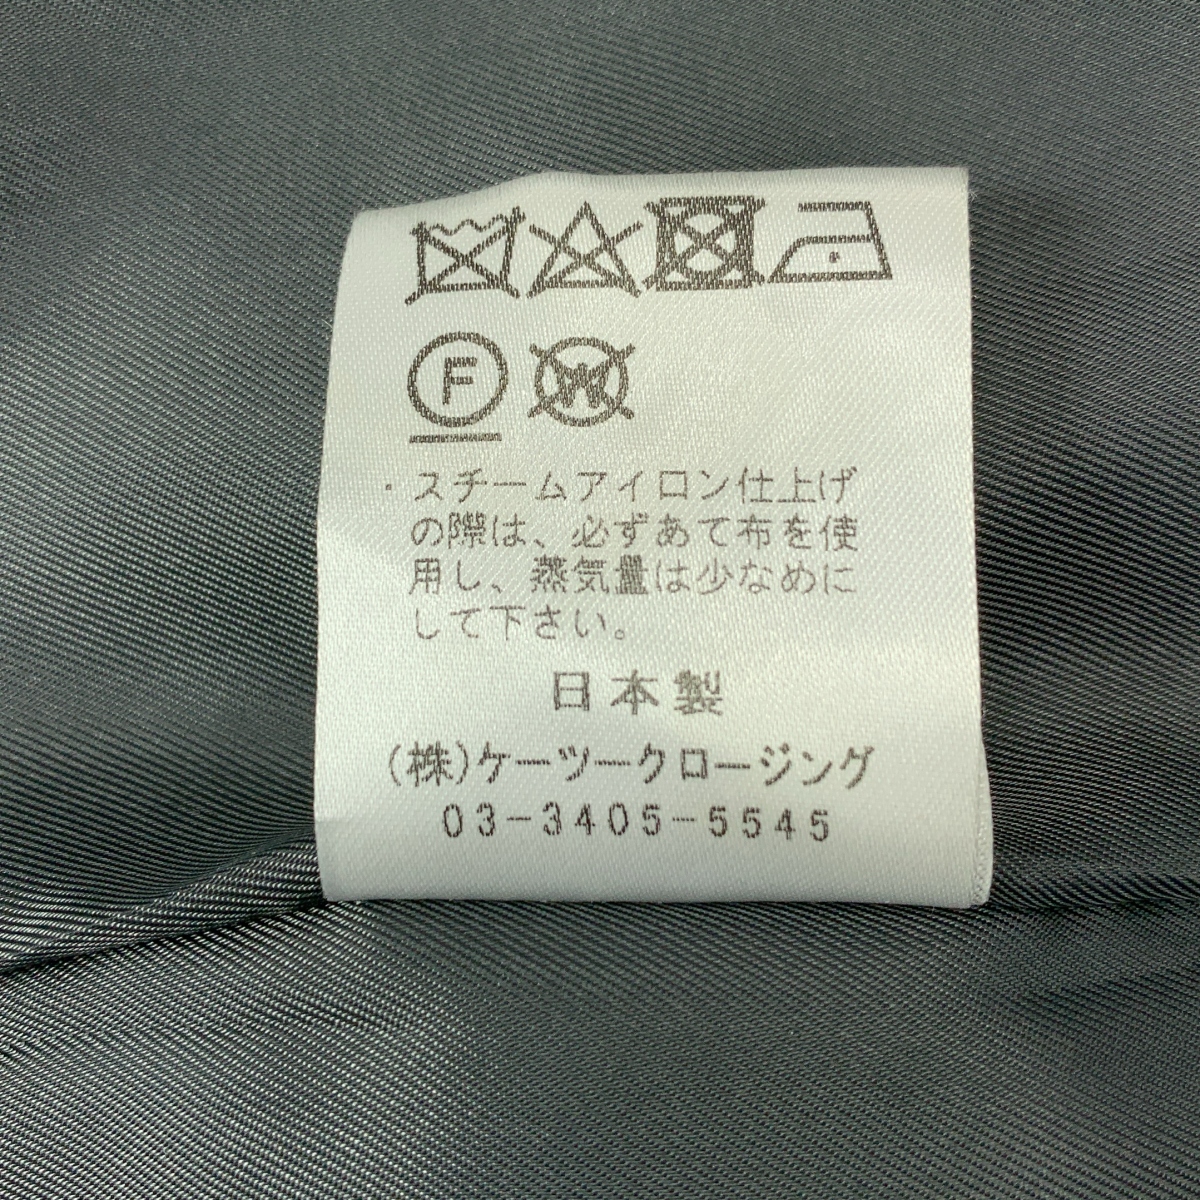 F W
・スチームアイロン仕上げ
の際は、必ずあて布を使
用し、蒸気量は少なめに
して下さい。
日本製
(株)ケーツークロージング
03-3405-5545